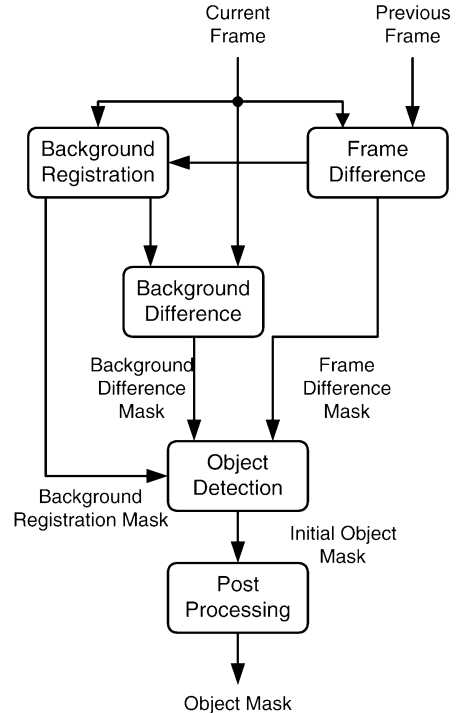 Current
Frame
Previous
Frame
Background
Registration
Frame
Difference
Background
Difference
Background
Difference
Mask
Frame
Difference
Mask
Object
Detection
Background
Registration Mask
Initial Object
Mask
Post
Processing
Object Mask